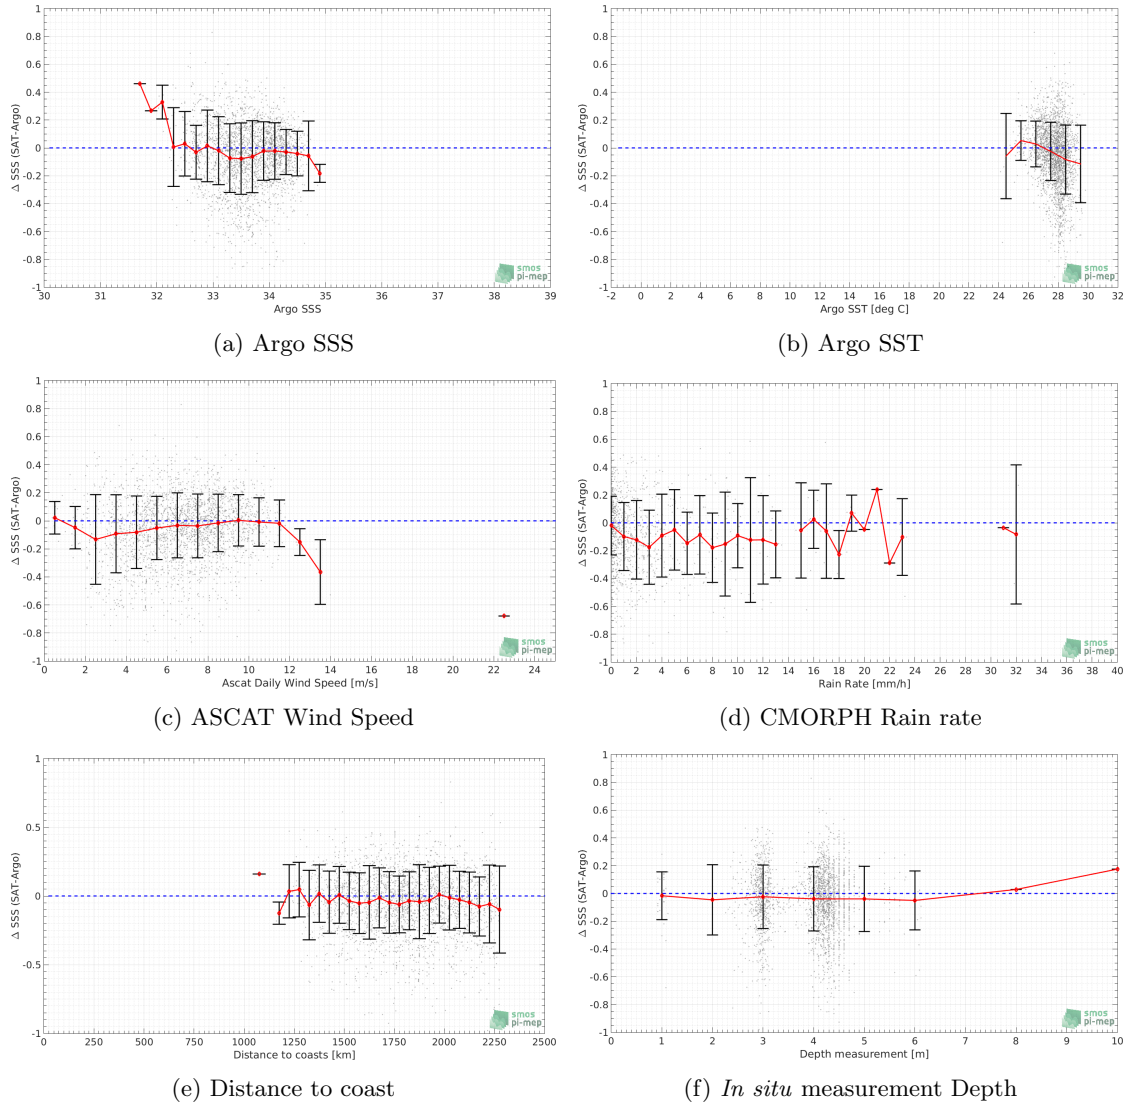 1
0.8
0.6
0.4
0.2
0
-0.2
-0.4
-0.6
-0.8
-1
Δ SSS (SAT-Argo)
30 31 32 33 34 35 36 37 38 39
Argo SSS
smos
pi-mep
(a) Argo SSS
1
0.8
0.6
0.4
0.2
0
-0.2
-0.4
-0.6
-0.8
-1
Δ SSS (SAT-Argo)
-2 0 2 4 6 8 10 12 14 16 18 20 22 24 26 28 30 32
Argo SST [deg C]
smos
pi-mep
(b) Argo SST
1
0.8
0.6
0.4
0.2
0
-0.2
-0.4
-0.6
-0.8
-1
Δ SSS (SAT-Argo)
0 2 4 6 8 10 12 14 16 18 20 22 24
Ascat Daily Wind Speed [m/s]
smos
pi-mep
(c) ASCAT Wind Speed
1
0.8
0.6
0.4
0.2
0
-0.2
-0.4
-0.6
-0.8
-1
Δ SSS (SAT-Argo)
0 2 4 6 8 10 12 14 16 18 20 22 24 26 28 30 32 34 36 38 40
Rain Rate [mm/h]
smos
pi-mep
(d) CMORPH Rain rate
1
0.5
0
-0.5
-1
Δ SSS (SAT-Argo)
0 250 500 750 1000 1250 1500 1750 2000 2250 2500
Distance to coasts [km]
smos
pi-mep
(e) Distance to coast
1
0.8
0.6
0.4
0.2
0
-0.2
-0.4
-0.6
-0.8
-1
Δ SSS (SAT-Argo)
0 1 2 3 4 5 6 7 8 9 10
Depth measurement [m]
smos
pi-mep
(f) In situ measurement Depth